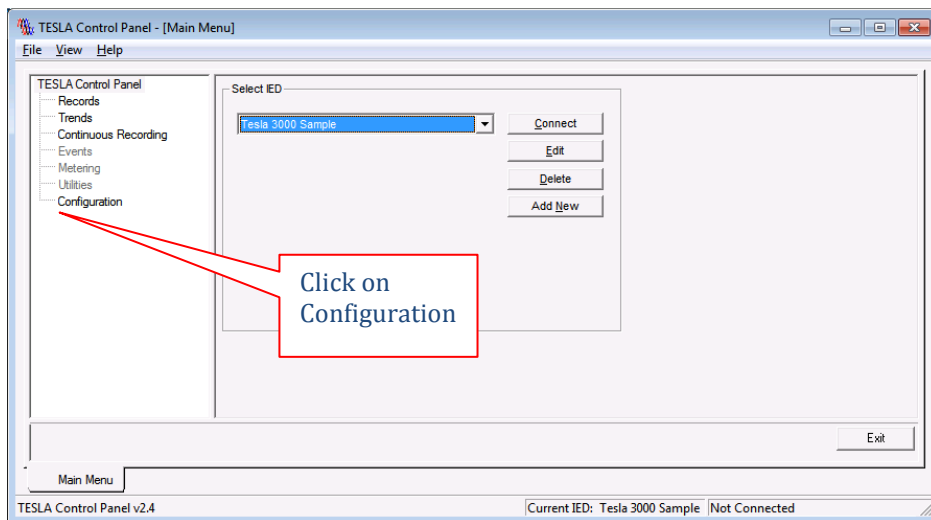 TESLA Control Panel - [Main Menu]
File View Help
TESLA Control Panel
Records
Trends
Continuous Recording
Events
Metering
Utilities
Configuration
Select IED
Tesla 3000 Sample
Connect
Edit
Delete
Add New
Click on
Configuration
Exit
Main Menu
TESLA Control Panel v2.4
Current IED: Tesla 3000 Sample
Not Connected